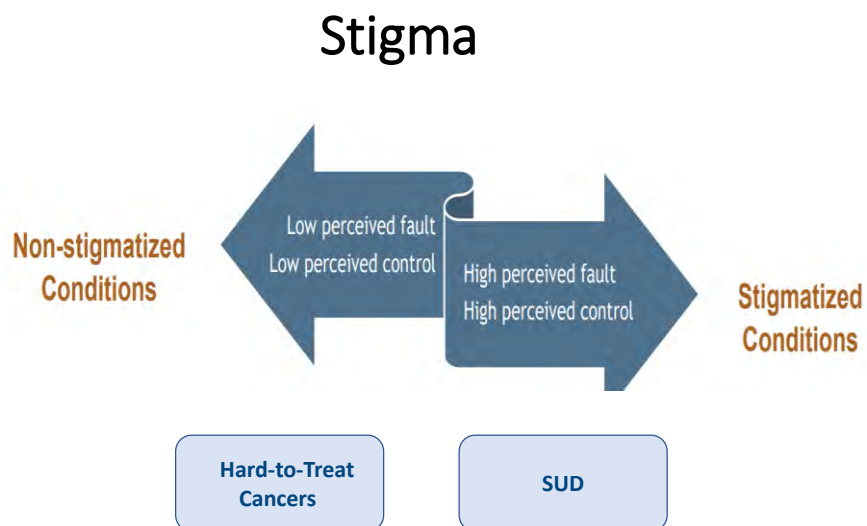 Stigma
Non-stigmatized
Conditions
Low perceived fault
Low perceived control
High perceived fault
High perceived control
Stigmatized
Conditions
Hard-to-Treat
Cancers
SUD